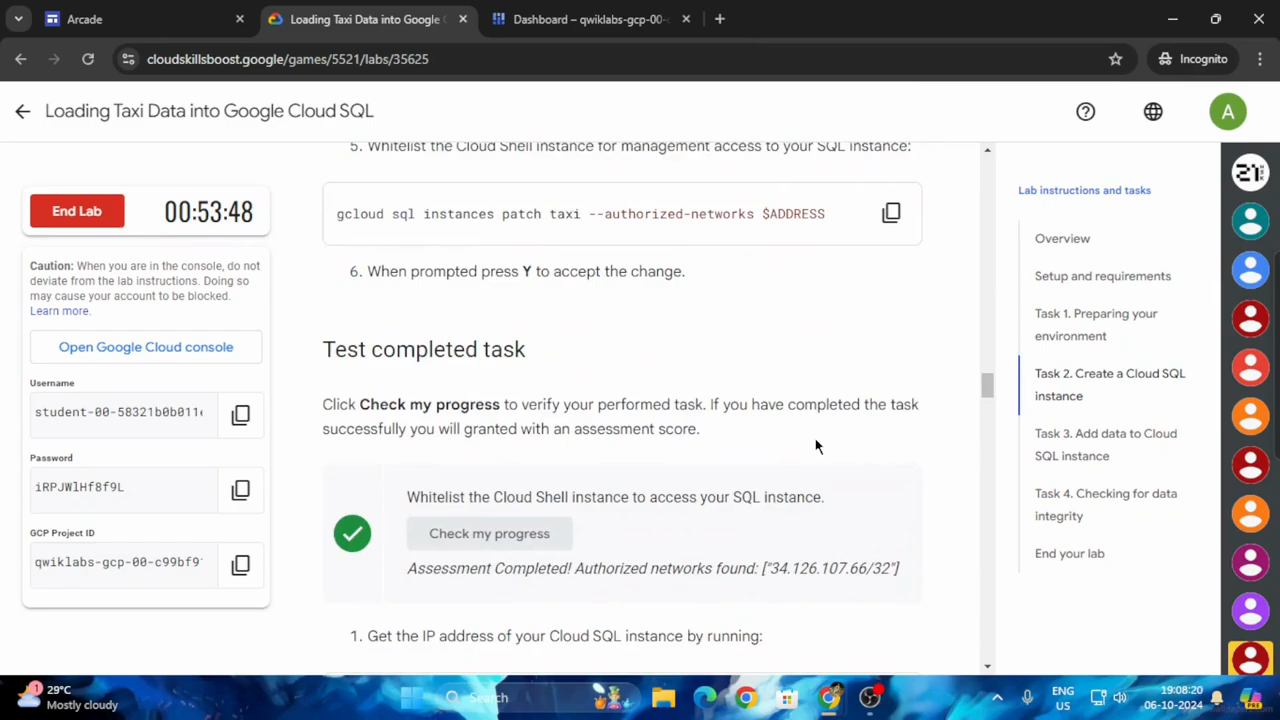 Arcade
Loading Taxi Data into Google
Dashboard – qwiklabs-gcp-00-
cloudskillsboost.google/games/5521/labs/35625
Incognito
Loading Taxi Data into Google Cloud SQL
A
End Lab
00:53:48
Caution: When you are in the console, do not
deviate from the lab instructions. Doing so
may cause your account to be blocked.
Learn more.
Open Google Cloud console
Username
student-00-58321b0b011
Password
iRPJWlHf8f9L
GCP Project ID
qwiklabs-gcp-00-c99bf9
5. Whitelist the Cloud Shell instance for management access to your SQL instance:
gcloud sql instances patch taxi --authorized-networks $ADDRESS
6. When prompted press Y to accept the change.
Test completed task
Click Check my progress to verify your performed task. If you have completed the task
successfully you will granted with an assessment score.
Whitelist the Cloud Shell instance to access your SQL instance.
Check my progress
Assessment Completed! Authorized networks found: ["34.126.107.66/32"]
1. Get the IP address of your Cloud SQL instance by running:
Lab instructions and tasks
Overview
Setup and requirements
Task 1. Preparing your
environment
Task 2. Create a Cloud SQL
instance
Task 3. Add data to Cloud
SQL instance
Task 4. Checking for data
integrity
End your lab
1
29°C
Mostly cloudy
Search
ENG
US
19:08:20
06-10-2024
PRE